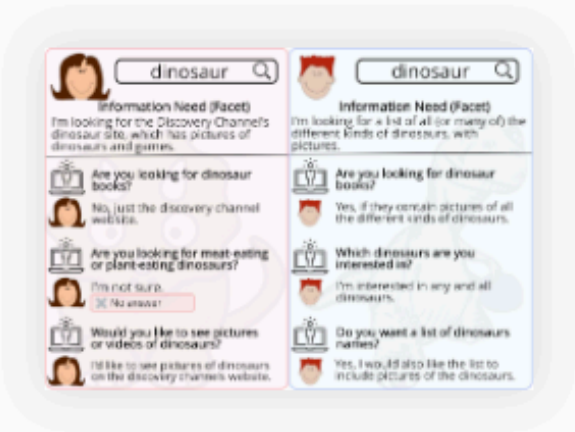 dinosaur
Information Need (Facet)
I'm looking for the Discovery Channel's
dinosaur site, which has pictures of
dinosaurs and games.
Are you looking for dinosaur
books?
No, just the discovery channel
website.
Are you looking for meat-eating
or plant-eating dinosaurs?
I'm not sure.
No answer
Would you like to see pictures
or videos of dinosaurs?
I'd like to see pictures of dinosaurs
on the discovery channels website.
dinosaur
Information Need (Facet)
I'm looking for a list of all (or many of) the
different kinds of dinosaurs, with
pictures.
Are you looking for dinosaur
books?
Yes, if they contain pictures of all
the different kinds of dinosaurs.
Which dinosaurs are you
interested in?
I'm interested in any and all
dinosaurs.
Do you want a list of dinosaurs
names?
Yes, I would also like the list to
include pictures of the dinosaurs.